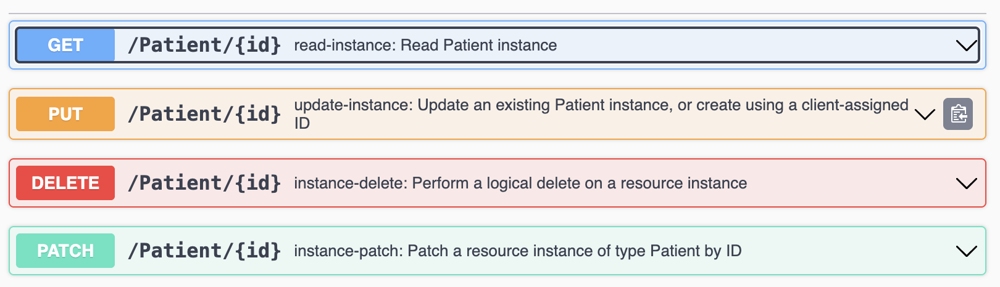 GET /Patient/{id} read-instance: Read Patient instance
PUT /Patient/{id} update-instance: Update an existing Patient instance, or create using a client-assigned
ID
DELETE /Patient/{id} instance-delete: Perform a logical delete on a resource instance
PATCH /Patient/{id} instance-patch: Patch a resource instance of type Patient by ID